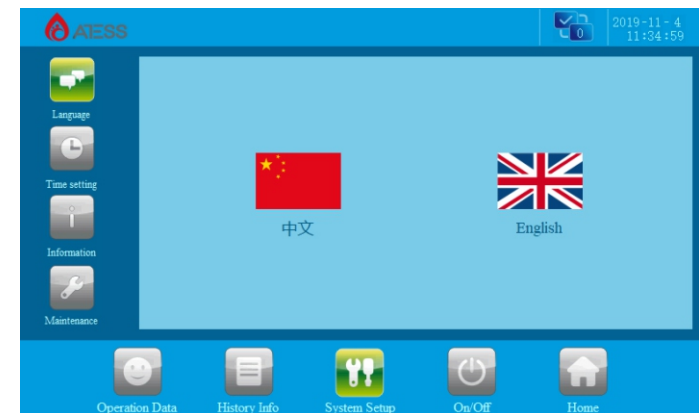 ATESS
0
2019-11- 4
11:34:59
Language
Time setting
Information
Maintenance
中文
English
Operation Data
History Info
System Setup
On/Off
Home